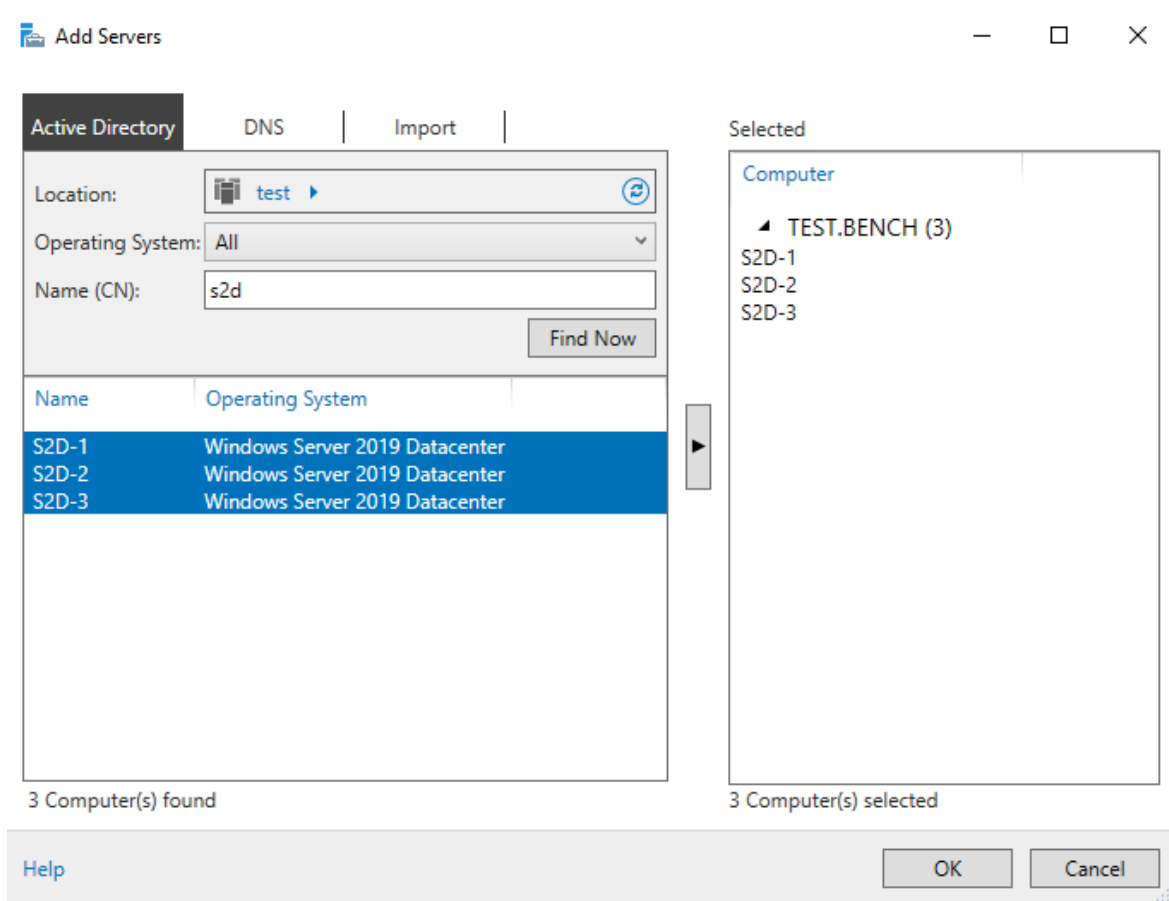 Add Servers
Active Directory DNS Import
Location: test
Operating System: All
Name (CN): s2d
Find Now
Name Operating System
S2D-1 Windows Server 2019 Datacenter
S2D-2 Windows Server 2019 Datacenter
S2D-3 Windows Server 2019 Datacenter
3 Computer(s) found
Selected
Computer
TEST.BENCH (3)
S2D-1
S2D-2
S2D-3
3 Computer(s) selected
Help OK Cancel